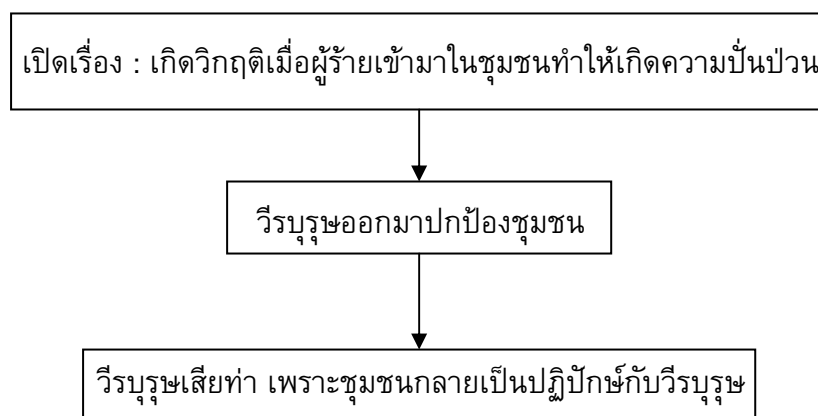 เปิดเรื่อง : เกิดวิกฤติเมื่อผู้ร้ายเข้ามาในชุมชนทำให้เกิดความปั่นป่วน
วีรบุรุษออกมาปกป้องชุมชน
วีรบุรุษเสียท่า เพราะชุมชนกลายเป็นปฏิปักษ์กับวีรบุรุษ